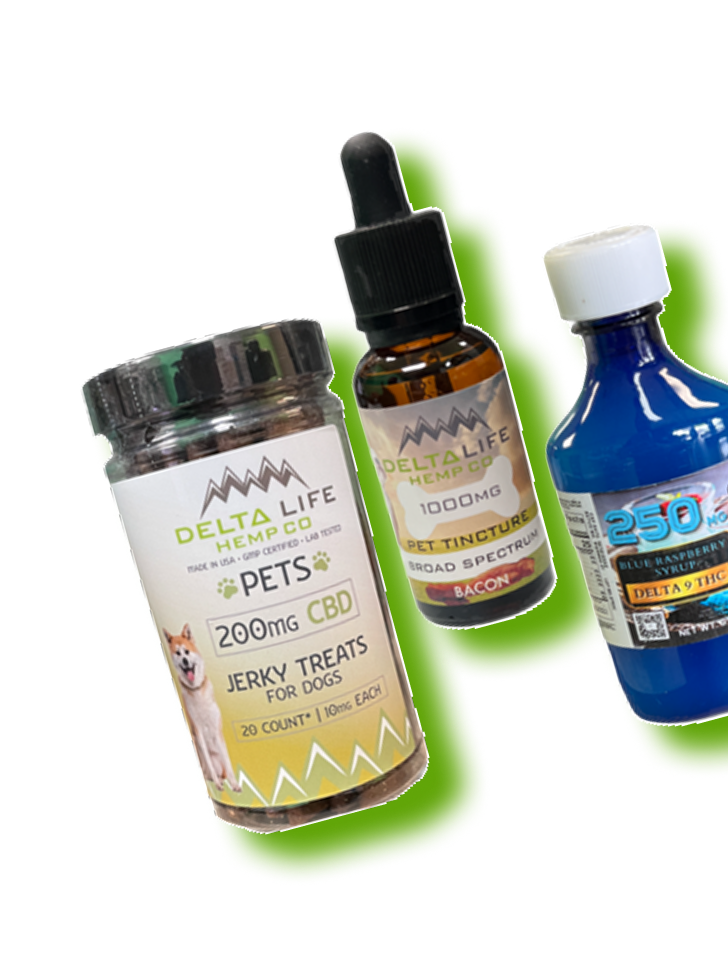 DELTA LIFE
HEMP CO
MADE IN USA • GMP CERTIFIED • LAB TESTED
PETS
200MG CBD
JERKY TREATS
FOR DOGS
20 COUNT* | 10MG EACH
DELTA LIFE
HEMP CO
1000MG
PET TINCTURE
BROAD SPECTRUM
BACON
250
BLUE RASPBERRY
SYRUP
DELTA 9 THC
NET WT